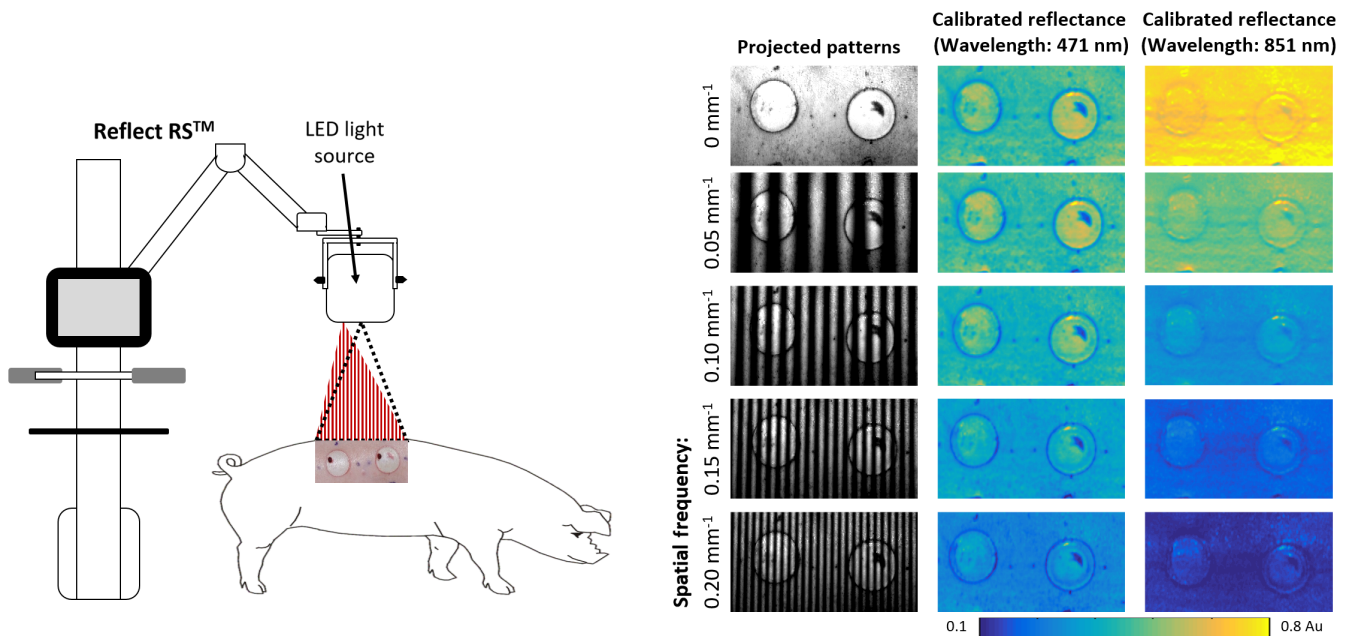 Reflect RS™
LED light
source
Projected patterns
Calibrated reflectance
(Wavelength: 471 nm)
Calibrated reflectance
(Wavelength: 851 nm)
Spatial frequency:
0 mm⁻¹
0.05 mm⁻¹
0.10 mm⁻¹
0.15 mm⁻¹
0.20 mm⁻¹
0.1
0.8 Au